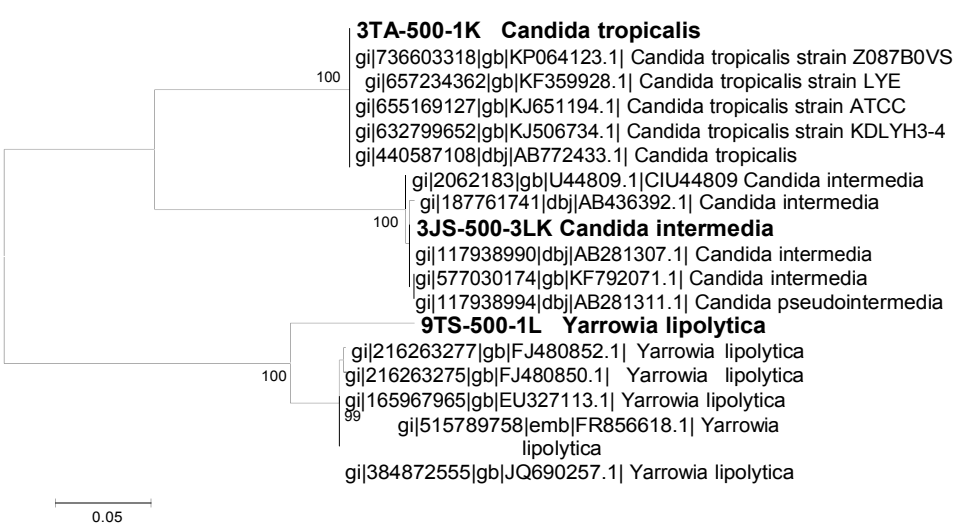 3TA-500-1K Candida tropicalis
gi|736603318|gb|KP064123.1| Candida tropicalis strain Z087B0VS
100
gi|657234362|gb|KF359928.1| Candida tropicalis strain LYE
gi|655169127|gb|KJ651194.1| Candida tropicalis strain ATCC
gi|632799652|gb|KJ506734.1| Candida tropicalis strain KDLYH3-4
gi|440587108|dbj|AB772433.1| Candida tropicalis
gi|2062183|gb|U44809.1|CIU44809 Candida intermedia
gi|187761741|dbj|AB436392.1| Candida intermedia
100
3JS-500-3LK Candida intermedia
gi|117938990|dbj|AB281307.1| Candida intermedia
gi|577030174|gb|KF792071.1| Candida intermedia
gi|117938994|dbj|AB281311.1| Candida pseudointermedia
9TS-500-1L Yarrowia lipolytica
gi|216263277|gb|FJ480852.1| Yarrowia lipolytica
100
gi|216263275|gb|FJ480850.1| Yarrowia lipolytica
gi|165967965|gb|EU327113.1| Yarrowia lipolytica
99
gi|515789758|emb|FR856618.1| Yarrowia
lipolytica
gi|384872555|gb|JQ690257.1| Yarrowia lipolytica
0.05